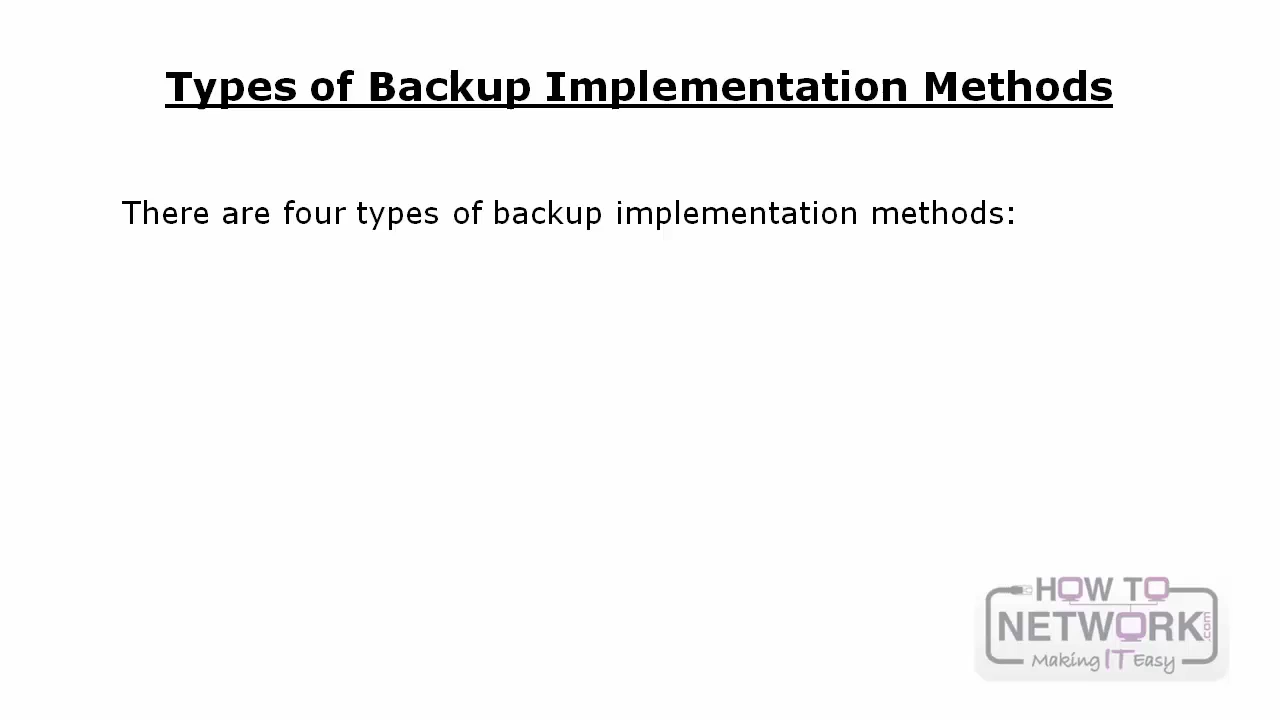 Types of Backup Implementation Methods
There are four types of backup implementation methods:
HOW TO
NETWORK.com
Making IT Easy